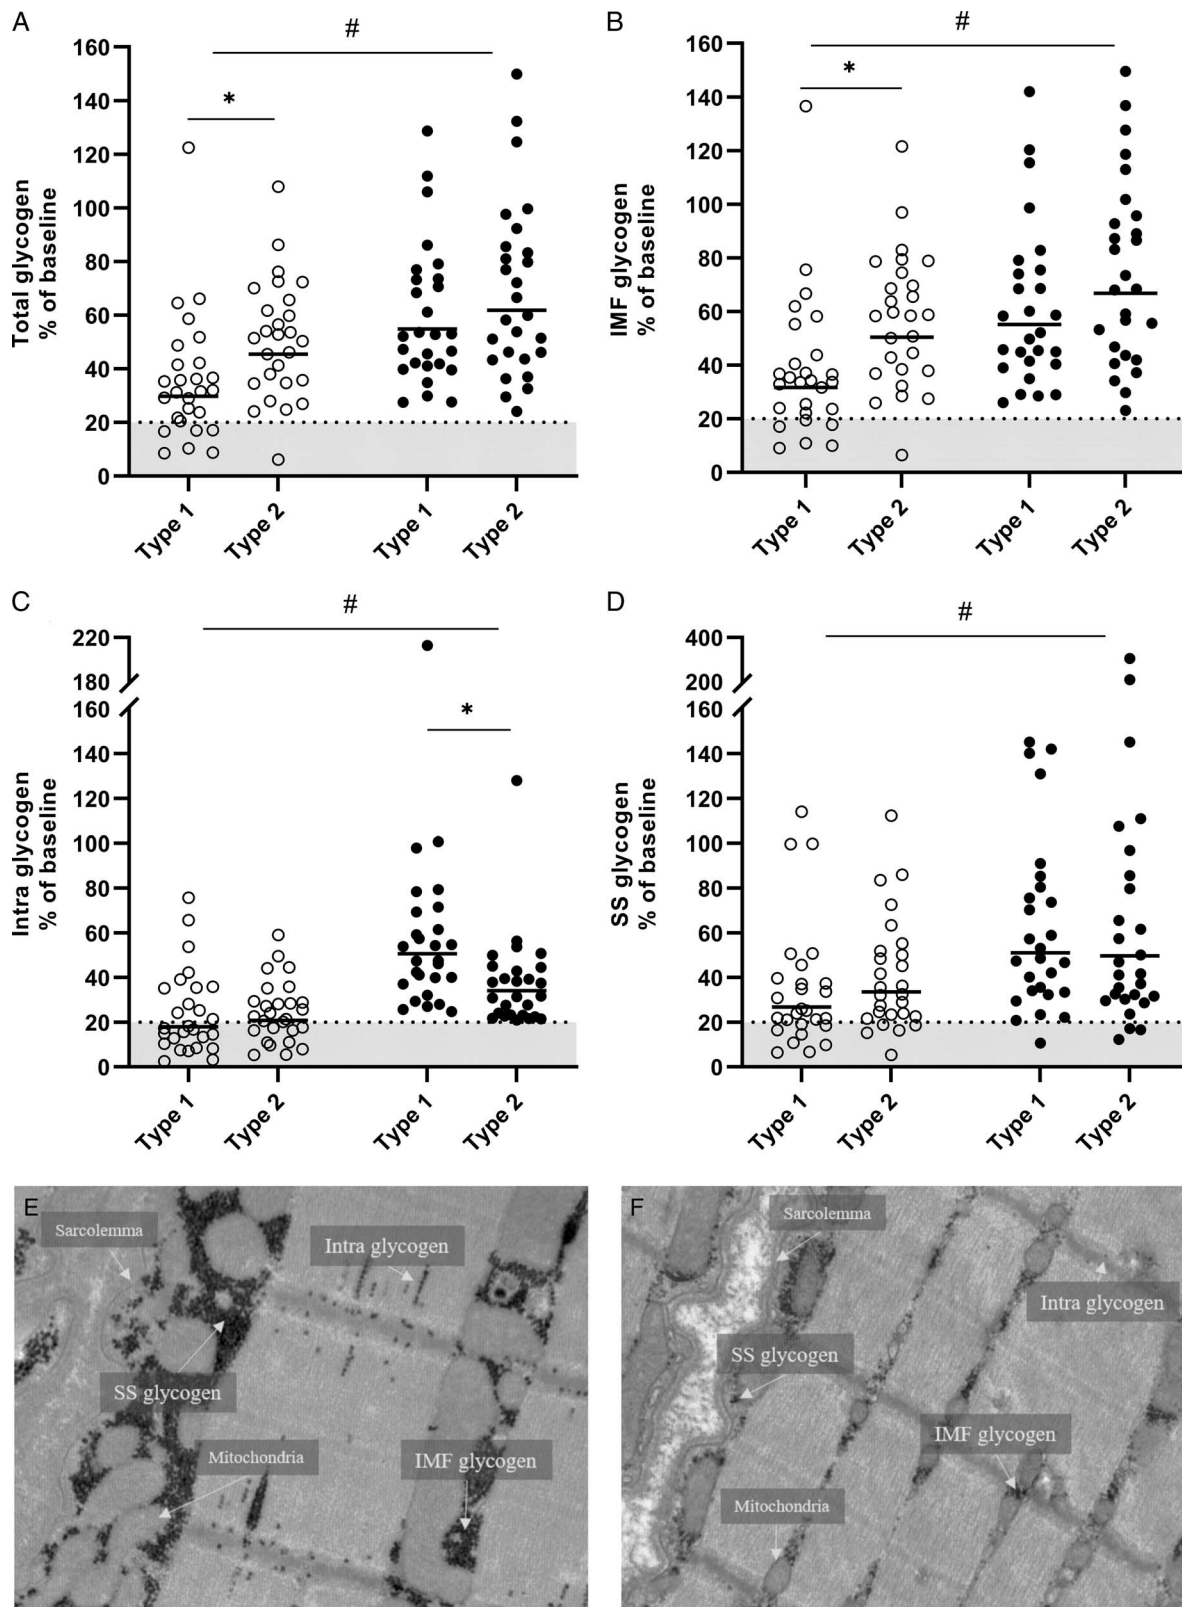 A
#
*
Total glycogen
% of baseline
160
140
120
100
80
60
40
20
0
Type 1
Type 2
Type 1
Type 2
B
#
*
IMF glycogen
% of baseline
160
140
120
100
80
60
40
20
0
Type 1
Type 2
Type 1
Type 2
C
#
*
Intra glycogen
% of baseline
220
180
160
140
120
100
80
60
40
20
0
Type 1
Type 2
Type 1
Type 2
D
#
SS glycogen
% of baseline
400
200
160
140
120
100
80
60
40
20
0
Type 1
Type 2
Type 1
Type 2
E
Sarcolemma
Intra glycogen
SS glycogen
Mitochondria
IMF glycogen
F
Sarcolemma
Intra glycogen
SS glycogen
IMF glycogen
Mitochondria